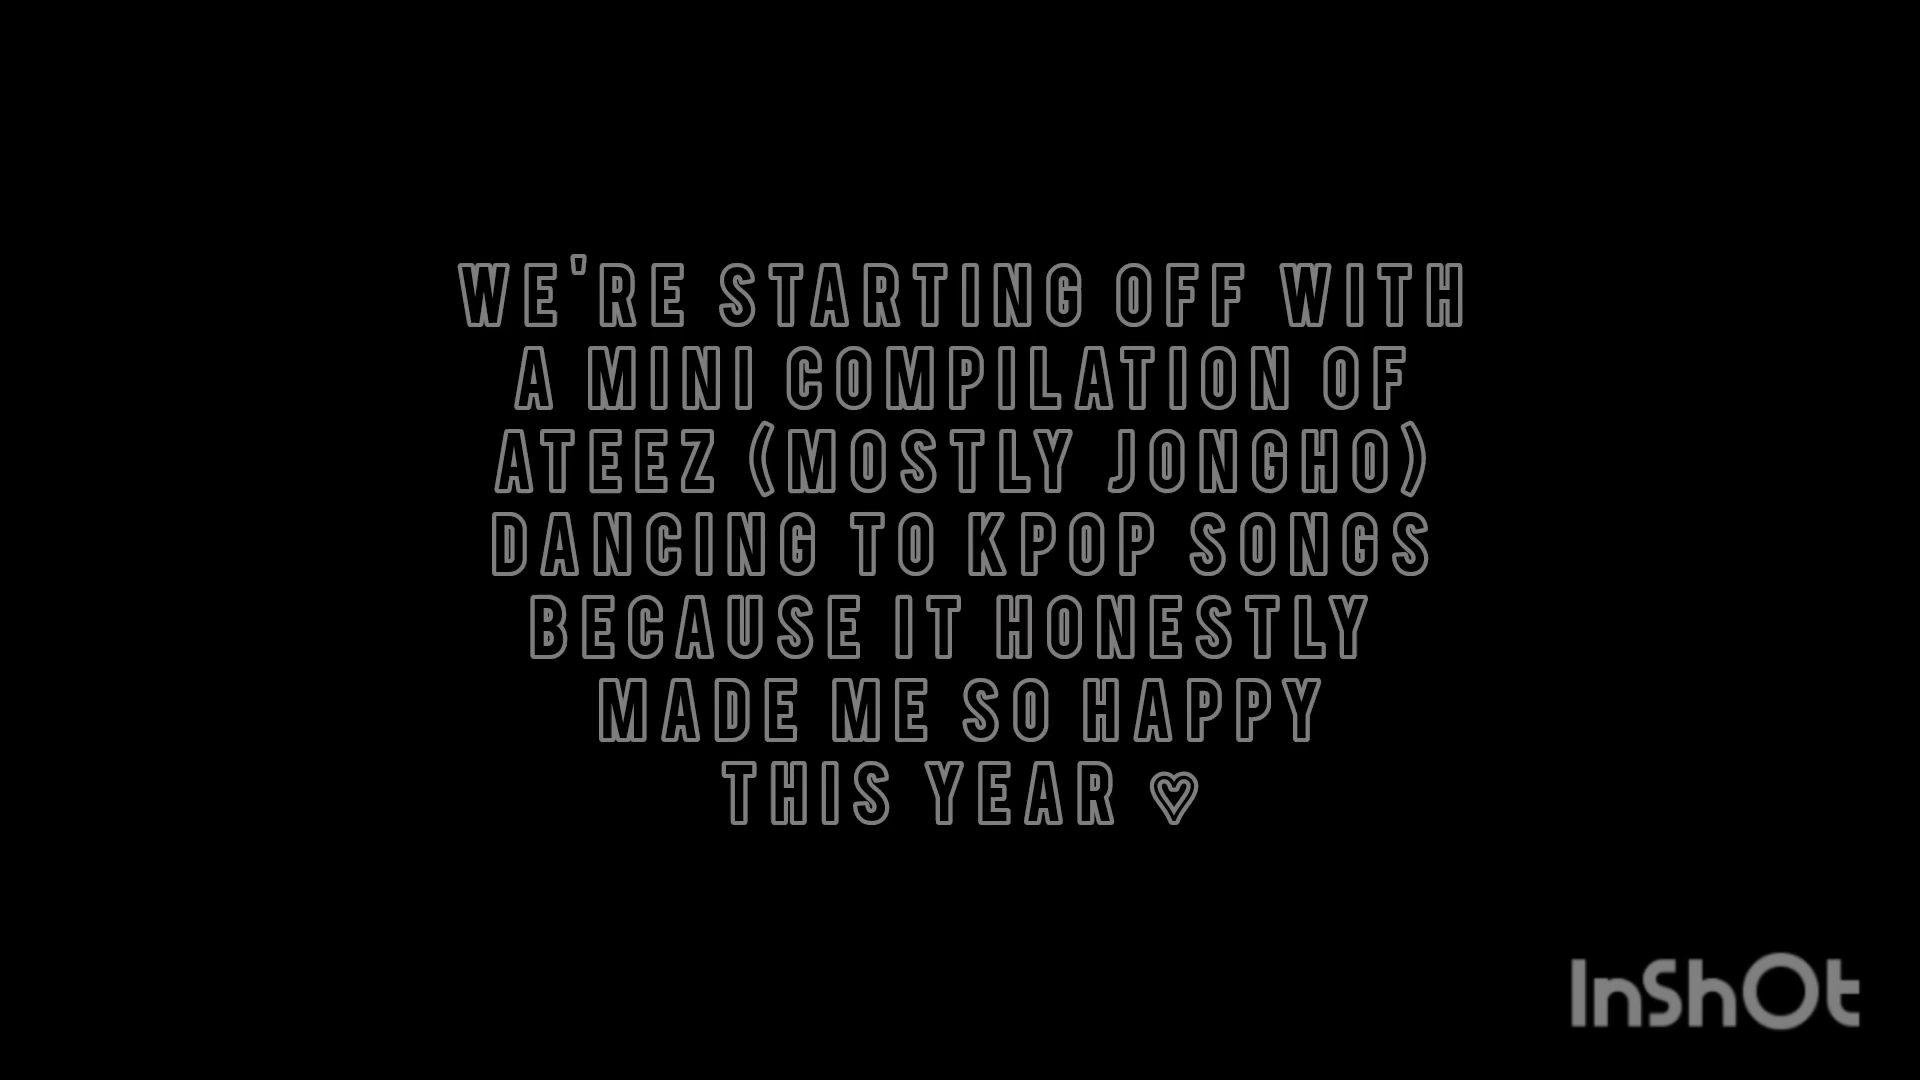 WE'RE STARTING OFF WITH
A MINI COMPILATION OF
ATEEZ (MOSTLY JONGHO)
DANCING TO KPOP SONGS
BECAUSE IT HONESTLY
MADE ME SO HAPPY
THIS YEAR ♡
InShOt